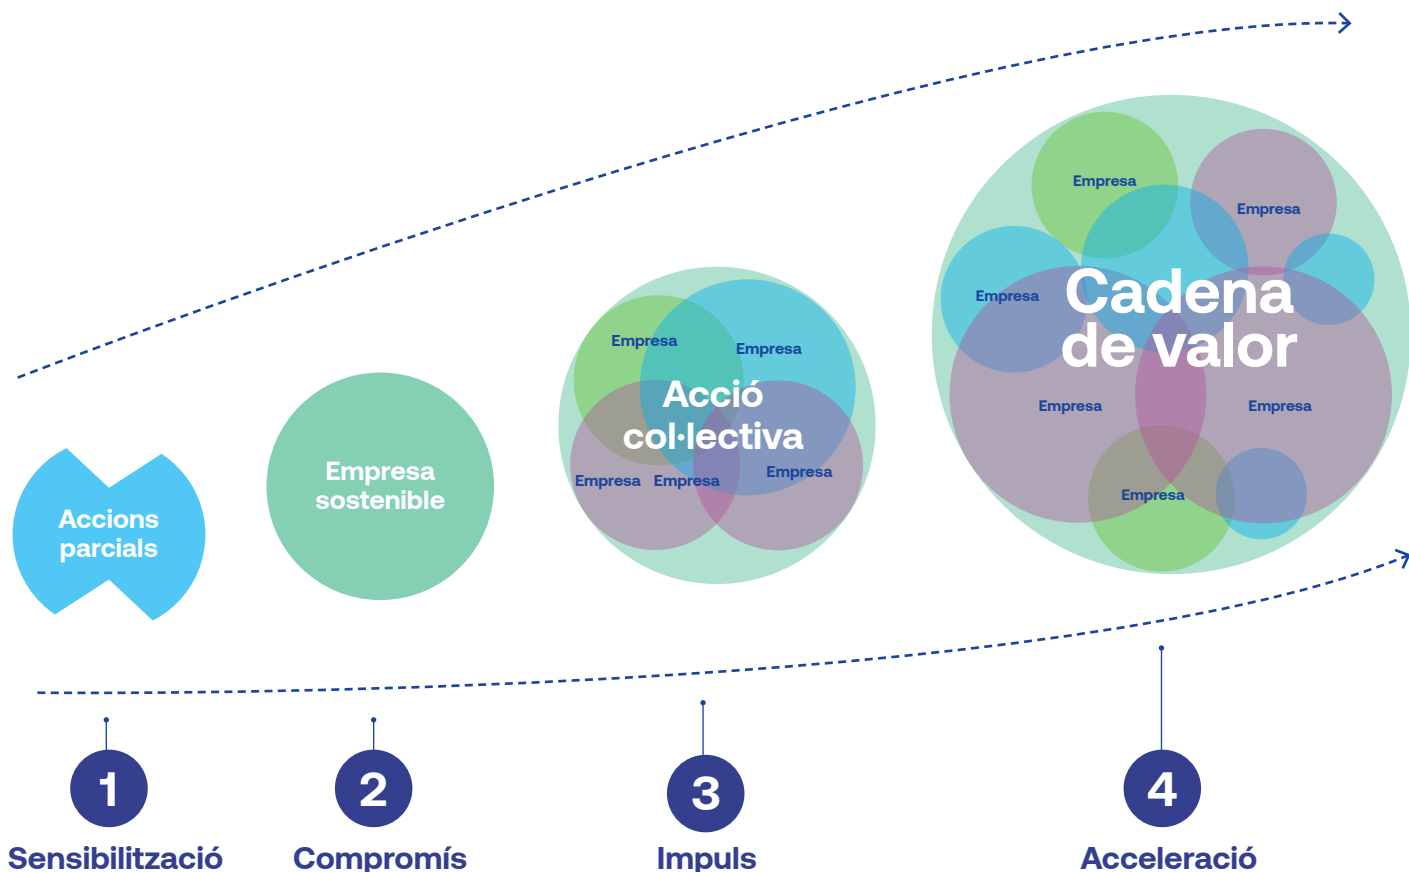 Accions
parcials
Empresa
sostenible
Empresa
Empresa
Acció
col·lectiva
Empresa
Empresa
Empresa
Empresa
Empresa
Empresa
Cadena
de valor
Empresa
Empresa
Empresa
1
Sensibilització
2
Compromís
3
Impuls
4
Acceleració